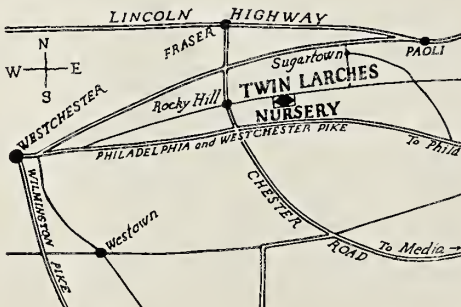 LINCOLN HIGHWAY
FRASER
PAOLI
N
W E
S
Sugartown
TWIN LARCHES
NURSERY
Rocky Hill
WESTCHESTER
PHILADELPHIA and WESTCHESTER PIKE
To Phild
WILMINGTON PIKE
Westown
CHESTER ROAD
To Media